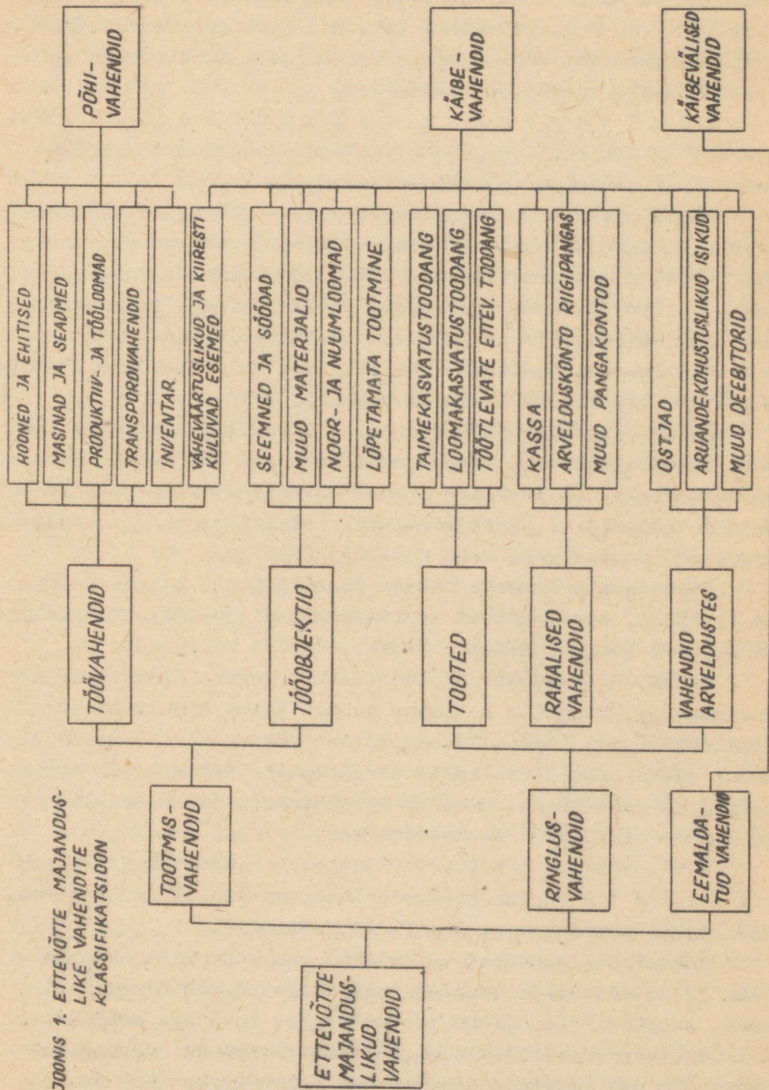 JOONIS 1. ETTEVÕTTE MAJANDUS-
LIKE VAHENDITE
KLASSIFIKATSIOON
ETTEVÕTTE
MAJANDUS-
LIKUD
VAHENDID
TOOTMIS-
VAHENDID
RINGLUS-
VAHENDID
EEMALDA-
TUD VAHENDID
TÖÖVAHENDID
TÖÖOBJEKTID
TOOTED
RAHALISED
VAHENDID
VAHENDID
ARVELDUSTES
HOONED JA EHITISED
MASINAD JA SEADMED
PRODUKTIIV- JA TÖÖLOOMAD
TRANSPORDIVAHENDID
INVENTAR
VÄHEVÄÄRTUSLIKUD JA KIIRESTI
KULUVAD ESEMED
SEEMNED JA SÖÖDAD
MUUD MATERJALID
NOOR- JA NUUMLOOMAD
LÕPETAMATA TOOTMINE
TAIMEKASVATUSTOODANG
LOOMAKASVATUSTOODANG
TÖÖTLEVATE ETTEV. TOODANG
KASSA
ARVELDUSKONTO RIIGIPANGAS
MUUD PANGAKONTOD
OSTJAD
ARUANDEKOHUSTUSLIKUD ISIKUD
MUUD DEEBITORID
PÕHI-
VAHENDID
KÄIBE-
VAHENDID
KÄIBEVÄLISED
VAHENDID